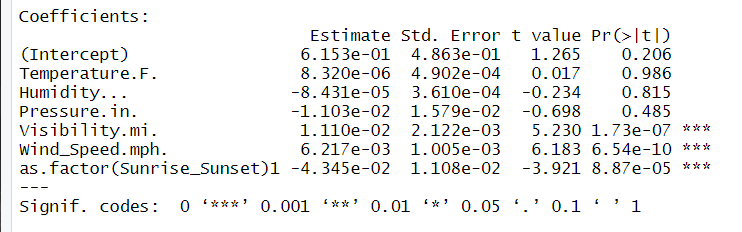 Coefficients:
Estimate Std. Error t value Pr(>|t|)
(Intercept) 6.153e-01 4.863e-01 1.265 0.206
Temperature.F. 8.320e-06 4.902e-04 0.017 0.986
Humidity... -8.431e-05 3.610e-04 -0.234 0.815
Pressure.in. -1.103e-02 1.579e-02 -0.698 0.485
Visibility.mi. 1.110e-02 2.122e-03 5.230 1.73e-07 ***
Wind_Speed.mph. 6.217e-03 1.005e-03 6.183 6.54e-10 ***
as.factor(Sunrise_Sunset)1 -4.345e-02 1.108e-02 -3.921 8.87e-05 ***
---
Signif. codes: 0 ‘***’ 0.001 ‘**’ 0.01 ‘*’ 0.05 ‘.’ 0.1 ‘ ’ 1